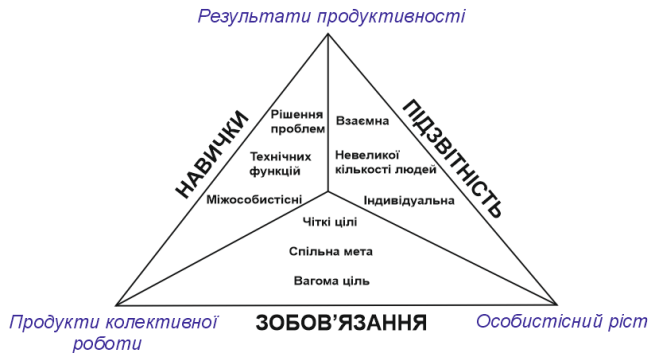 Результати продуктивності
НАВИЧКИ
Рішення
проблем
Технічних
функцій
Міжособистісні
ПІДЗВІТНІСТЬ
Взаємна
Невеликої
кількості людей
Індивідуальна
Чіткі цілі
Спільна мета
Вагома ціль
Продукти колективної
роботи
ЗОБОВ’ЯЗАННЯ
Особистісний ріст